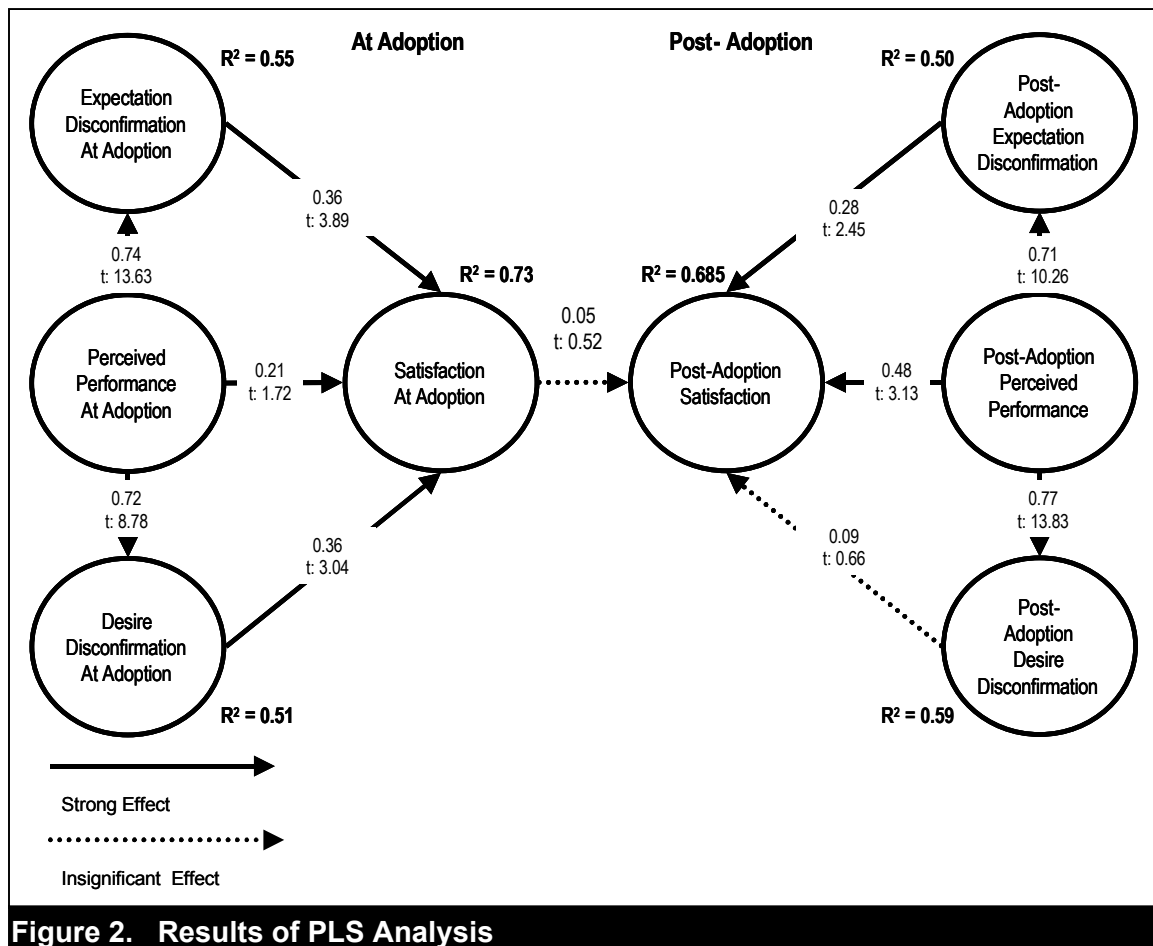 At Adoption
Post- Adoption
R² = 0.55
R² = 0.50
Expectation
Disconfirmation
At Adoption
Post-
Adoption
Expectation
Disconfirmation
0.36
t: 3.89
0.28
t: 2.45
0.74
t: 13.63
0.71
t: 10.26
R² = 0.73
R² = 0.685
0.05
t: 0.52
Perceived
Performance
At Adoption
0.21
t: 1.72
Satisfaction
At Adoption
Post-Adoption
Satisfaction
0.48
t: 3.13
Post-Adoption
Perceived
Performance
0.72
t: 8.78
0.77
t: 13.83
0.36
t: 3.04
0.09
t: 0.66
Desire
Disconfirmation
At Adoption
Post-
Adoption
Desire
Disconfirmation
R² = 0.51
R² = 0.59
Strong Effect
Insignificant Effect
Figure 2. Results of PLS Analysis